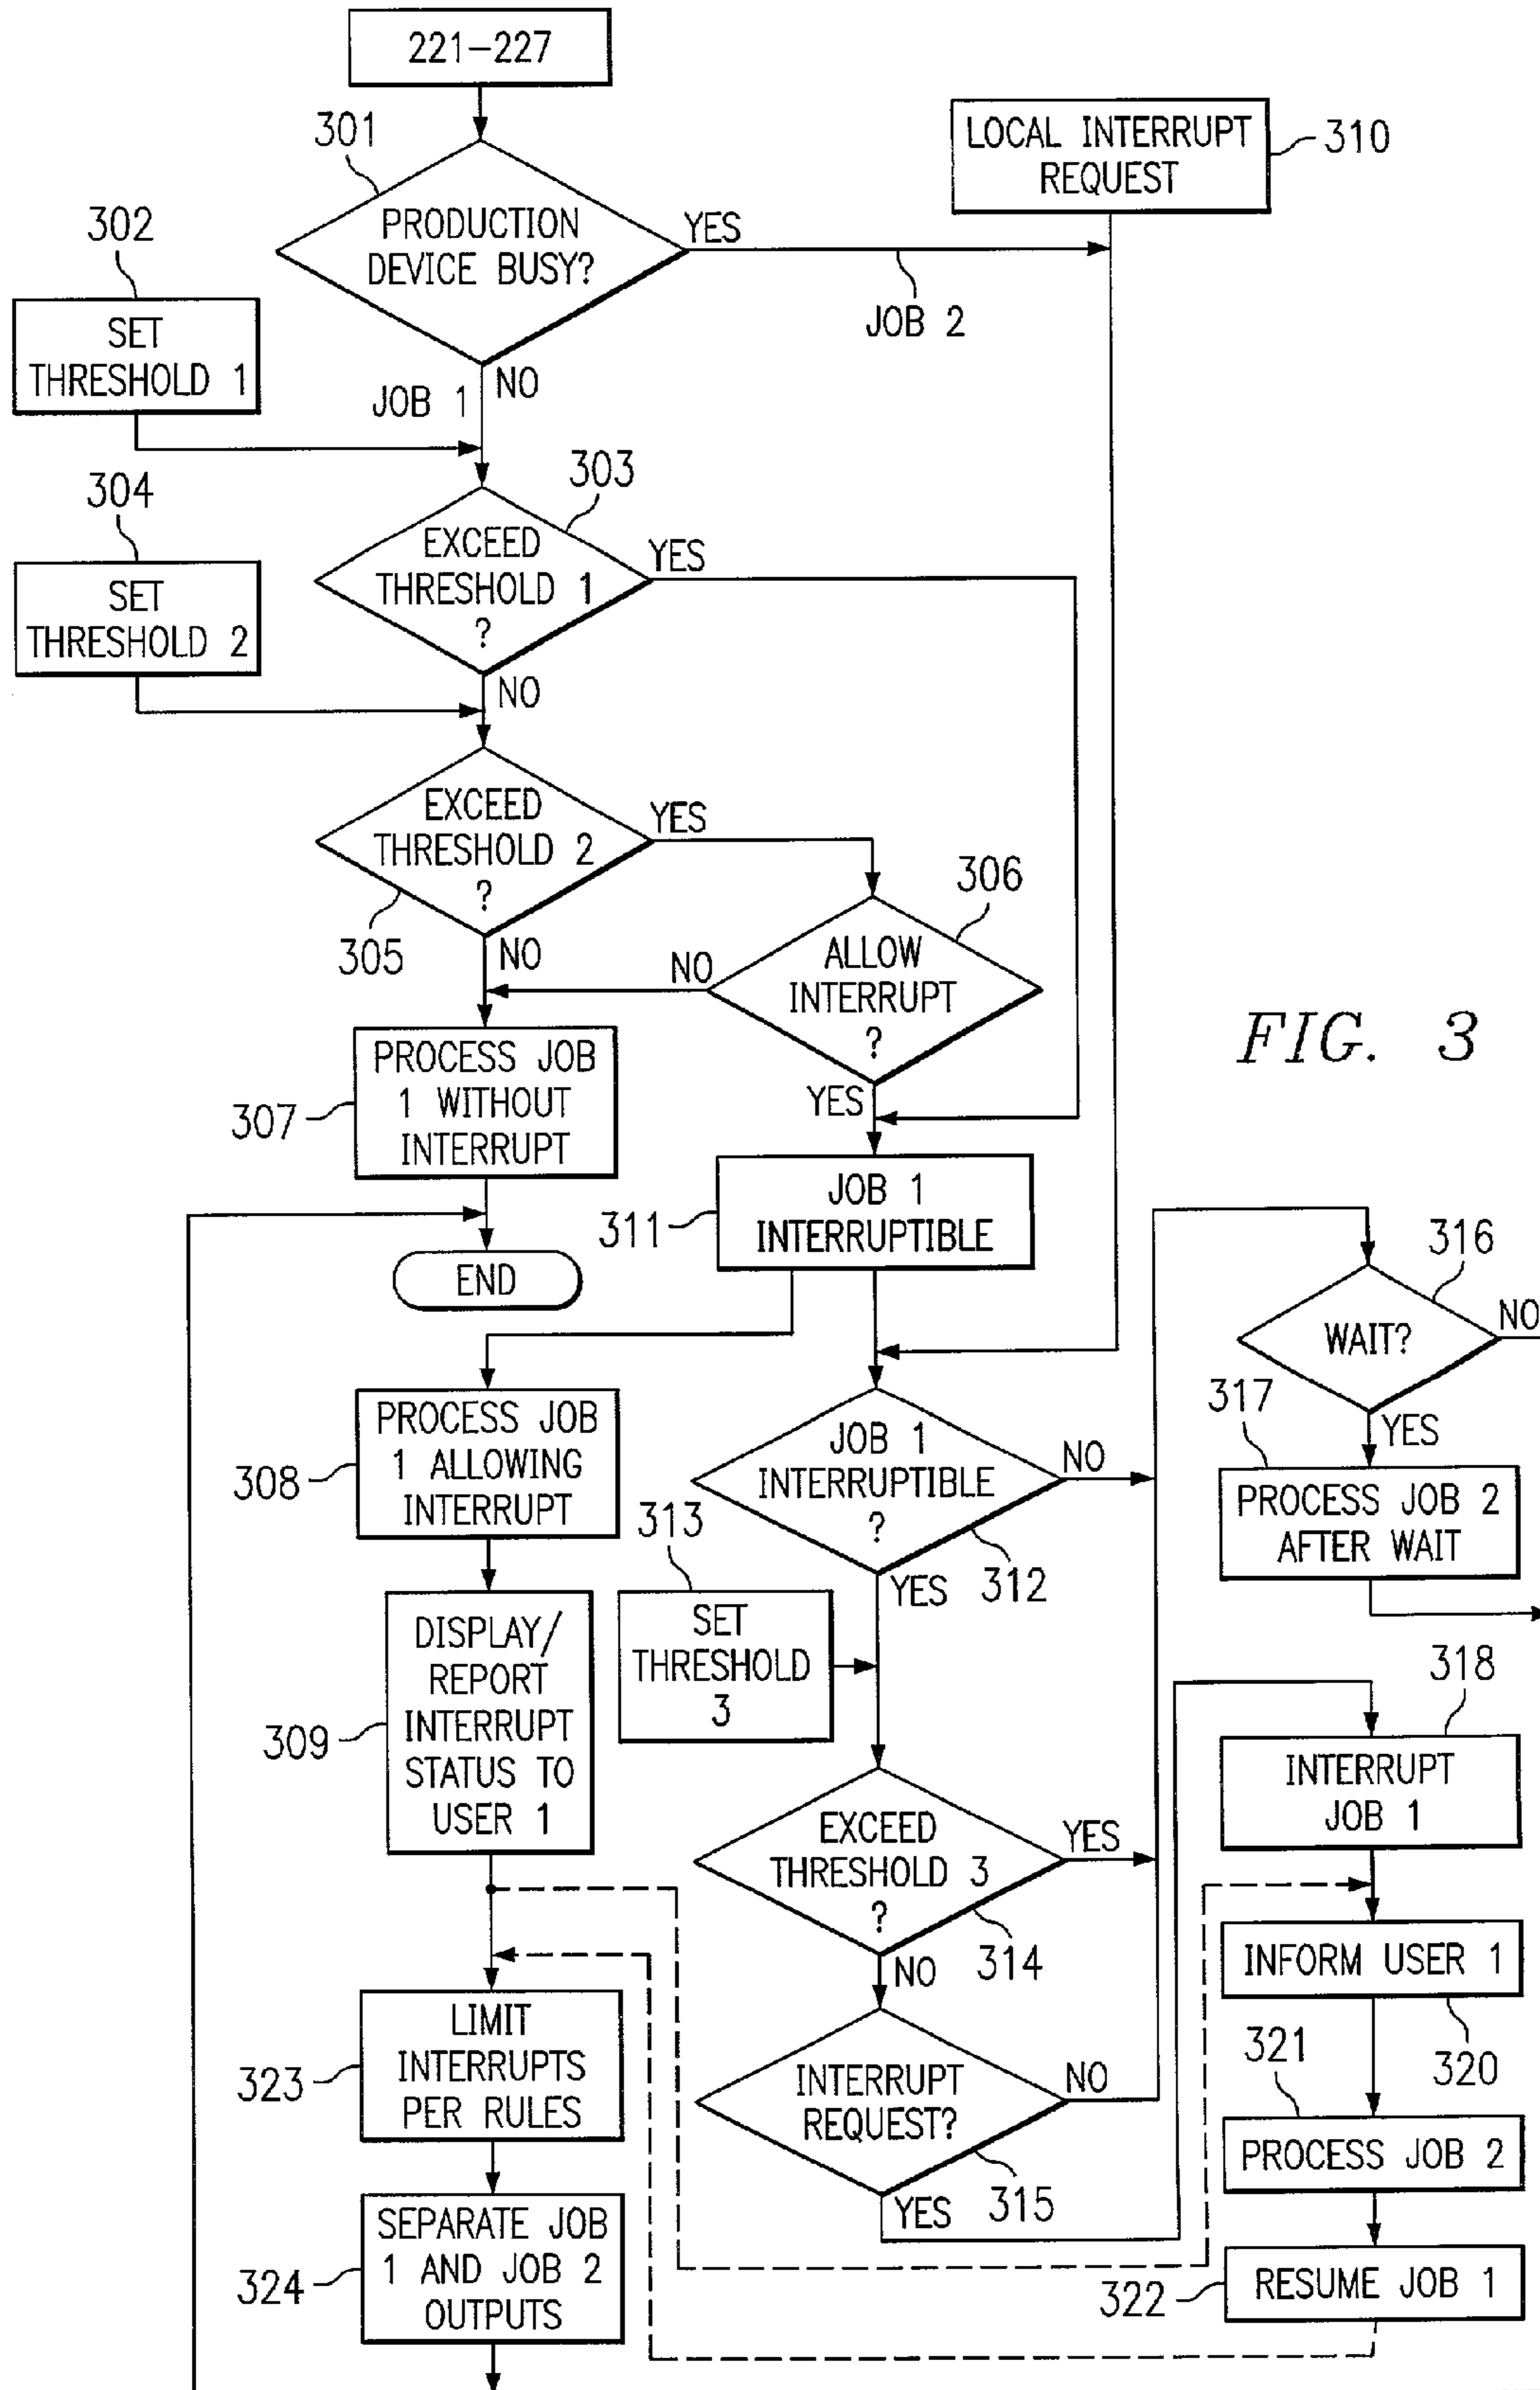 221-227
301
PRODUCTION
DEVICE BUSY?
YES
JOB 2
LOCAL INTERRUPT
REQUEST
310
302
SET
THRESHOLD 1
JOB 1
NO
303
304
EXCEED
THRESHOLD 1
?
YES
SET
THRESHOLD 2
NO
EXCEED
THRESHOLD 2
?
YES
305
NO
306
ALLOW
INTERRUPT
?
NO
YES
FIG. 3
PROCESS JOB
1 WITHOUT
INTERRUPT
307
JOB 1
INTERRUPTIBLE
311
END
316
WAIT?
NO
YES
317
PROCESS JOB 2
AFTER WAIT
PROCESS JOB
1 ALLOWING
INTERRUPT
308
JOB 1
INTERRUPTIBLE
?
NO
312
YES
313
SET
THRESHOLD
3
DISPLAY/
REPORT
INTERRUPT
STATUS TO
USER 1
309
318
INTERRUPT
JOB 1
EXCEED
THRESHOLD 3
?
YES
314
NO
INFORM USER 1
320
LIMIT
INTERRUPTS
PER RULES
323
INTERRUPT
REQUEST?
NO
315
YES
321
PROCESS JOB 2
SEPARATE JOB
1 AND JOB 2
OUTPUTS
324
RESUME JOB 1
322